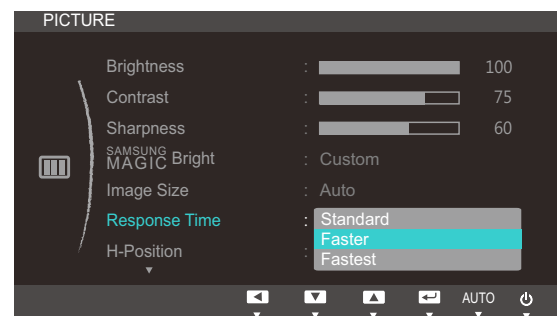 PICTURE
Brightness : 100
Contrast : 75
Sharpness : 60
SAMSUNG
MAGIC Bright : Custom
Image Size : Auto
Response Time : Standard
Faster
H-Position : Fastest
AUTO